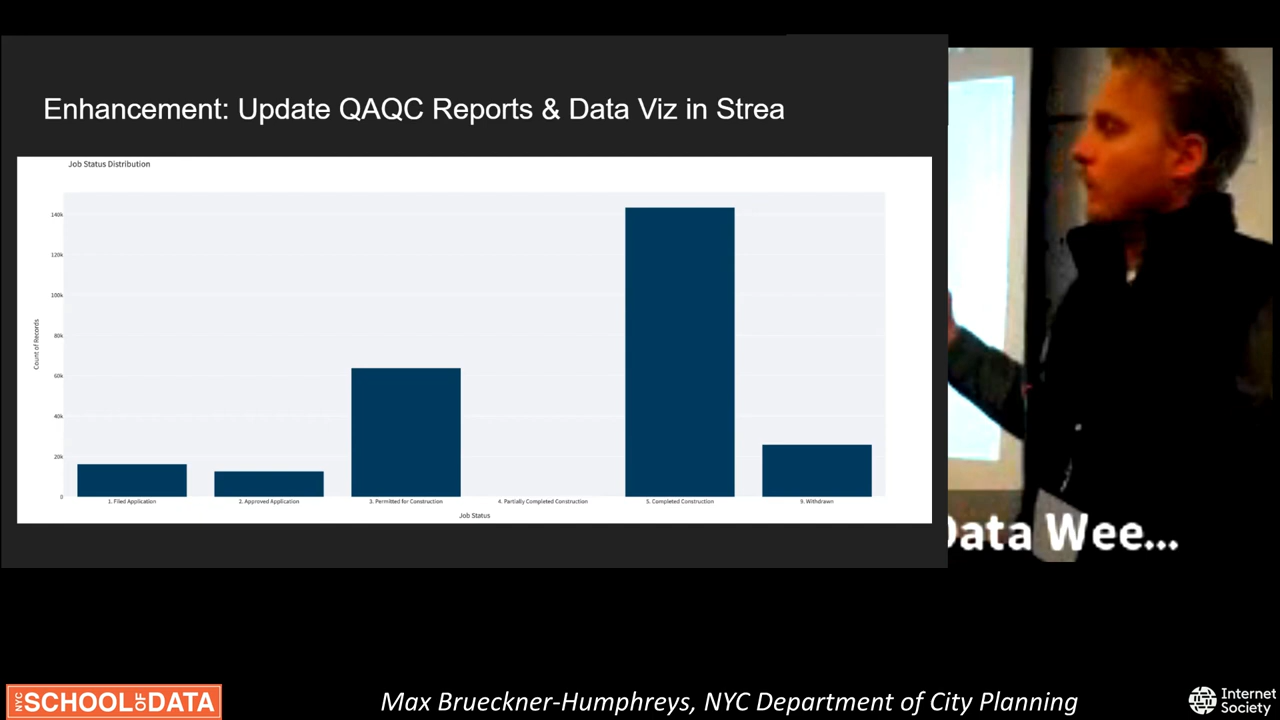 Enhancement: Update QAQC Reports & Data Viz in Strea
Job Status Distribution
140k
120k
100k
80k
60k
40k
20k
0
Count of Records
1. Filed Application
2. Approved Application
3. Permitted for Construction
4. Partially Completed Construction
5. Completed Construction
9. Withdrawn
Job Status
Data Wee...
NYC SCHOOL OF DATA
Max Brueckner-Humphreys, NYC Department of City Planning
Internet
Society